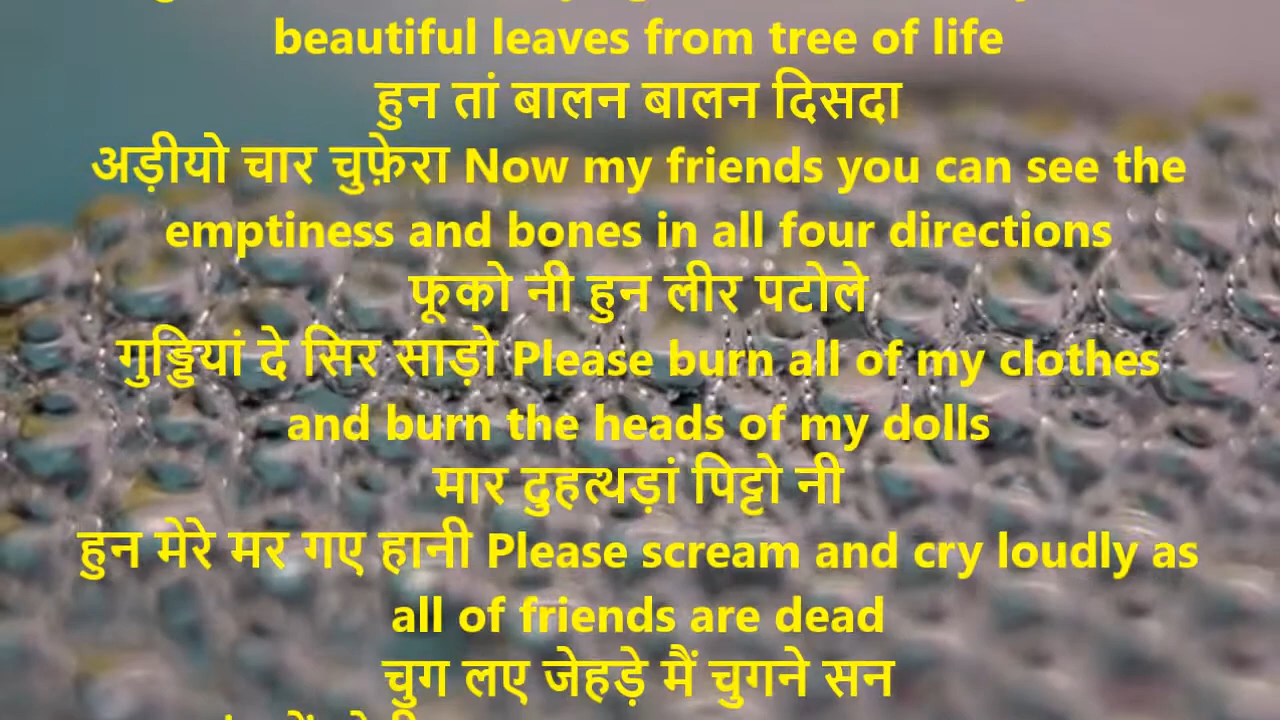 beautiful leaves from tree of life
हुन तां बालन बालन दिसदा
अड़ीयो चार चुफ़ेरा Now my friends you can see the
emptiness and bones in all four directions
फूको नी हुन लीर पटोले
गुड्डियां दे सिर साड़ो Please burn all of my clothes
and burn the heads of my dolls
मार दुहत्थड़ां पिट्टो नी
हुन मेरे मर गए हानी Please scream and cry loudly as
all of friends are dead
चुग लए जेहड़े मैं चुगने सन